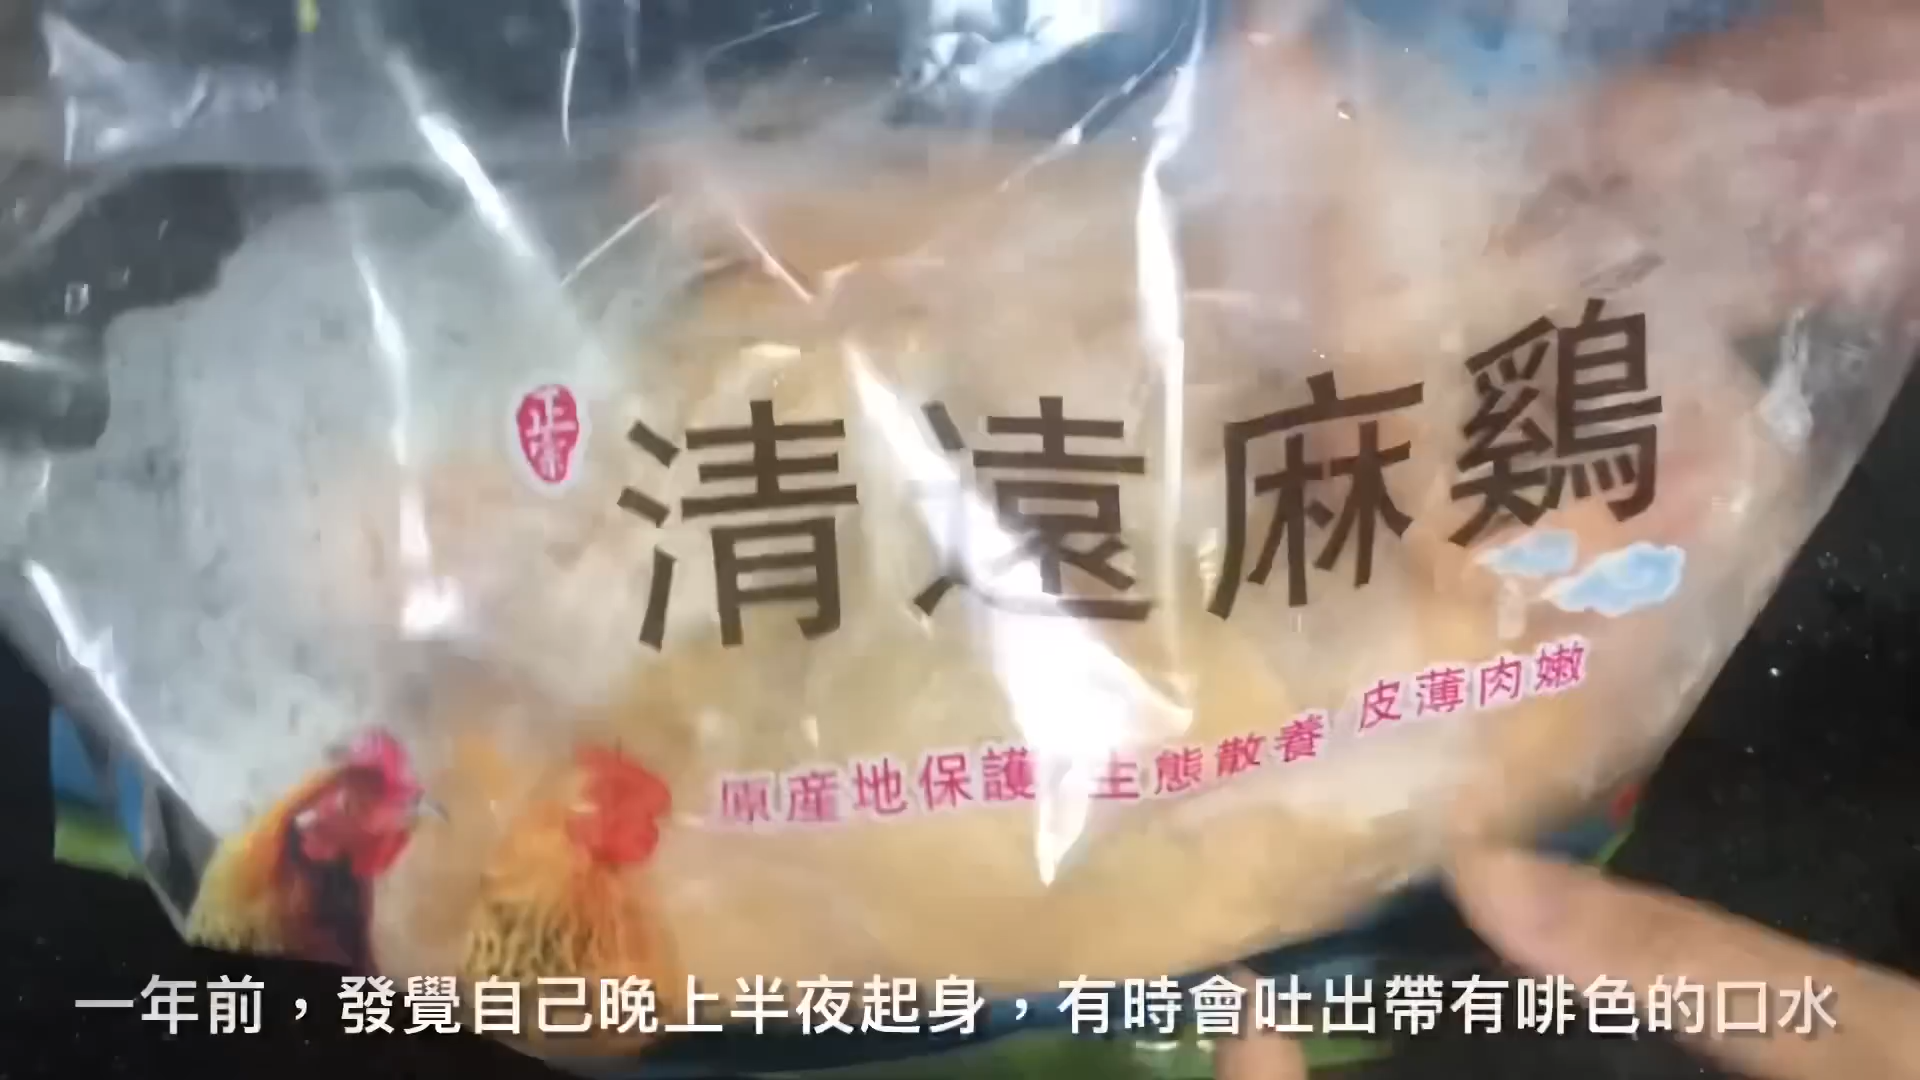 正宗
清遠麻鷄
原產地保護 生態散養 皮薄肉嫩
一年前，發覺自己晚上半夜起身，有時會吐出帶有啡色的口水